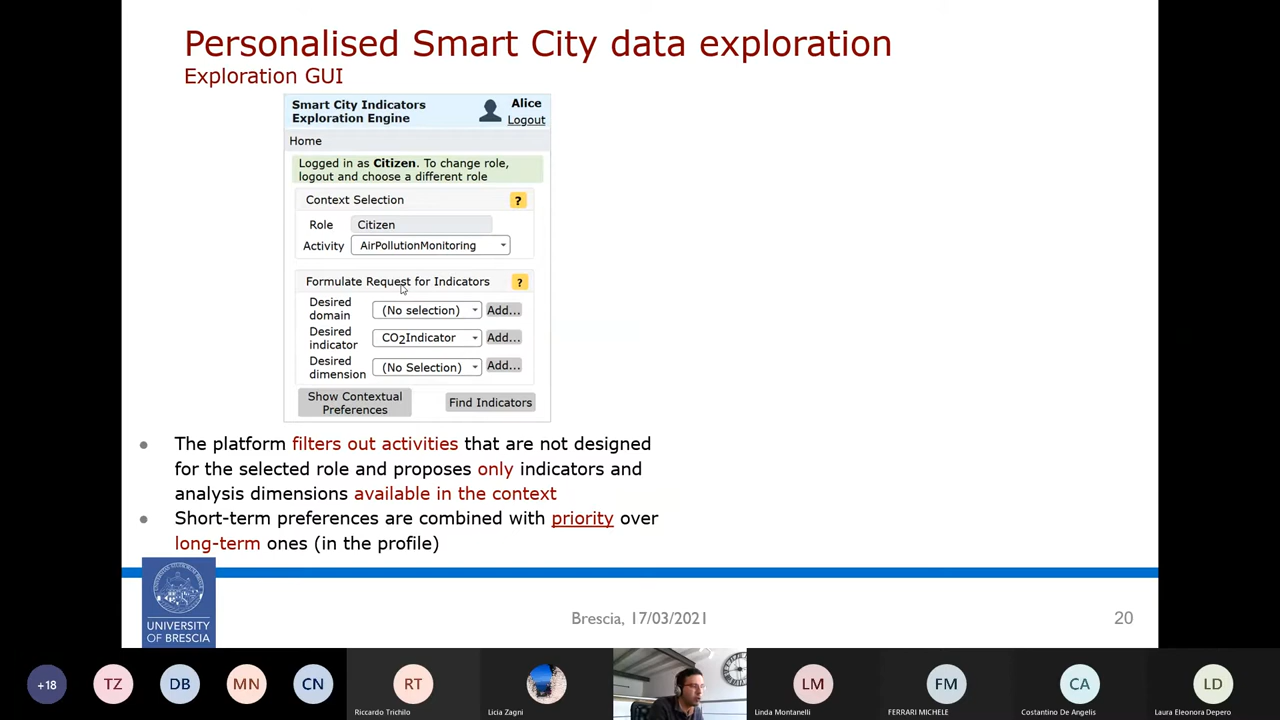 Personalised Smart City data exploration
Exploration GUI
Smart City Indicators
Exploration Engine
Alice
Logout
Home
Logged in as Citizen. To change role,
logout and choose a different role
Context Selection
?
Role
Citizen
Activity
AirPollutionMonitoring
Formulate Request for Indicators
?
Desired
domain
(No selection)
Add...
Desired
indicator
CO2Indicator
Add...
Desired
dimension
(No Selection)
Add...
Show Contextual
Preferences
Find Indicators
The platform filters out activities that are not designed
for the selected role and proposes only indicators and
analysis dimensions available in the context
Short-term preferences are combined with priority over
long-term ones (in the profile)
UNIVERSITY
OF BRESCIA
Brescia, 17/03/2021
20
+18
TZ
DB
MN
CN
RT
Riccardo Trichilo
Licia Zagni
LM
Linda Montanelli
FM
FERRARI MICHELE
CA
Costantino De Angelis
LD
Laura Eleonora Depero